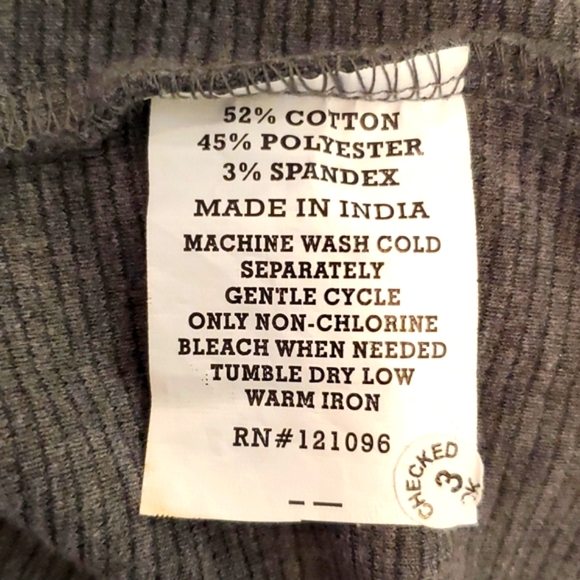 52% COTTON
45% POLYESTER
3% SPANDEX
MADE IN INDIA
MACHINE WASH COLD
SEPARATELY
GENTLE CYCLE
ONLY NON-CHLORINE
BLEACH WHEN NEEDED
TUMBLE DRY LOW
WARM IRON
RN#121096
CHECKED
3
OK